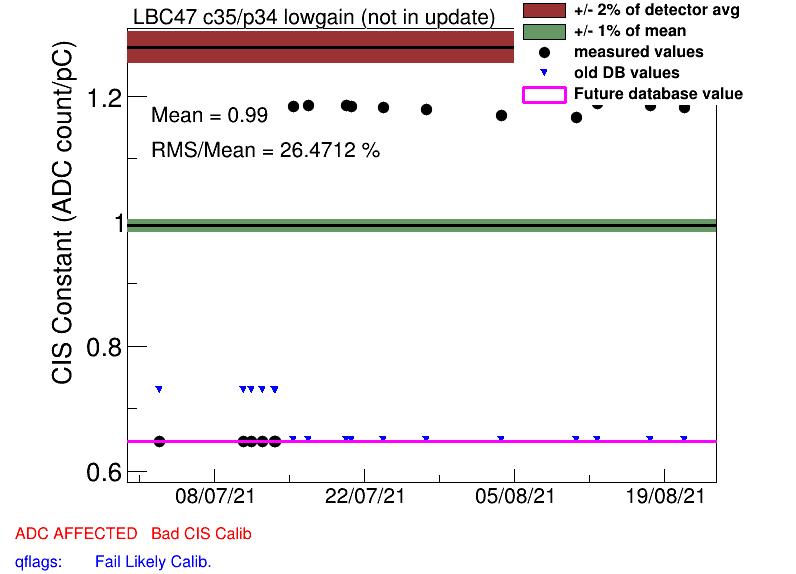 LBC47 c35/p34 lowgain (not in update)
+/- 2% of detector avg
+/- 1% of mean
measured values
old DB values
Future database value
Mean = 0.99
RMS/Mean = 26.4712 %
CIS Constant (ADC count/pC)
1.2
1
0.8
0.6
08/07/21 22/07/21 05/08/21 19/08/21
ADC AFFECTED Bad CIS Calib
qflags: Fail Likely Calib.